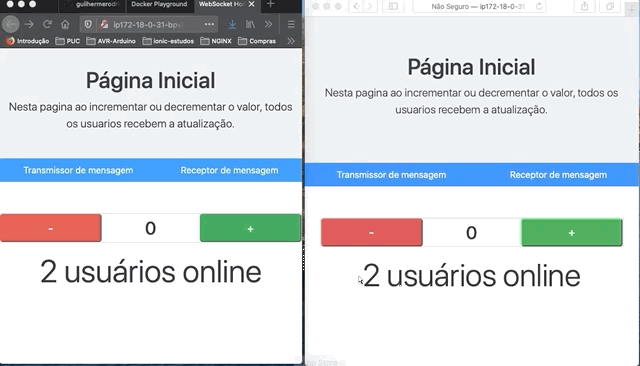 Docker Playground
WebSocket Ho
ip172-18-0-31-bp
Introdução
PUC
AVR-Arduino
ionic-estudos
NGINX
Compras
Página Inicial
Nesta pagina ao incrementar ou decrementar o valor, todos
os usuarios recebem a atualização.
Transmissor de mensagem
Receptor de mensagem
-
0
+
2 usuários online
Não Seguro — ip172-18-0-31
Página Inicial
Nesta pagina ao incrementar ou decrementar o valor, todos os
usuarios recebem a atualização.
Transmissor de mensagem
Receptor de mensagem
-
0
+
2 usuários online